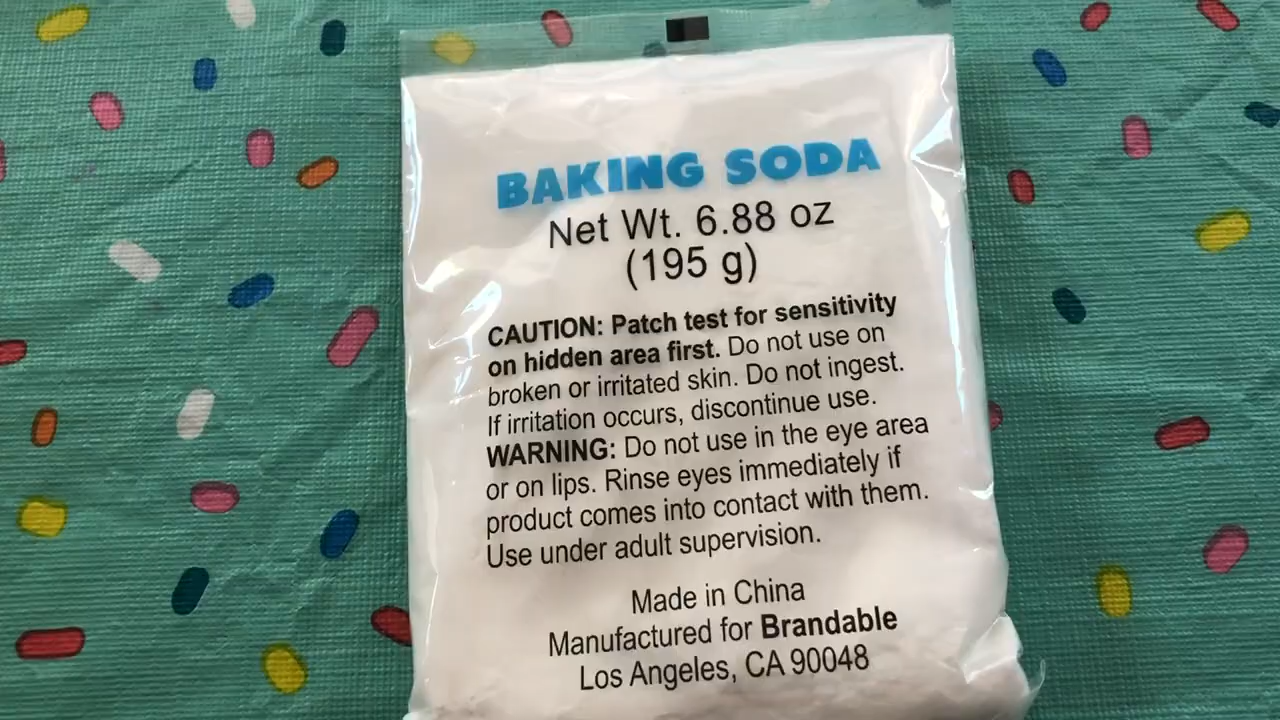 BAKING SODA
Net Wt. 6.88 oz
(195 g)
CAUTION: Patch test for sensitivity
on hidden area first. Do not use on
broken or irritated skin. Do not ingest.
If irritation occurs, discontinue use.
WARNING: Do not use in the eye area
or on lips. Rinse eyes immediately if
product comes into contact with them.
Use under adult supervision.
Made in China
Manufactured for Brandable
Los Angeles, CA 90048